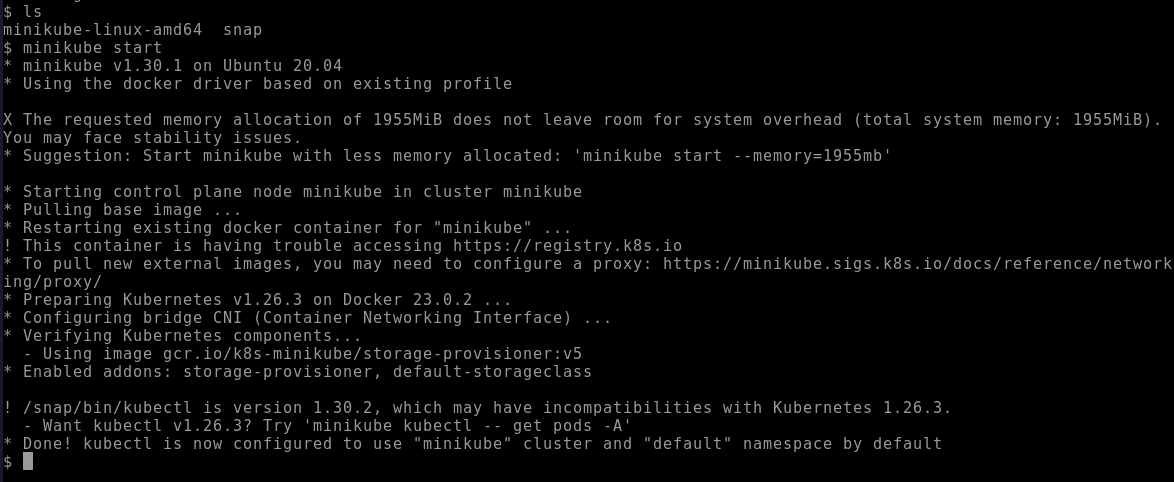 $ ls
minikube-linux-amd64  snap
$ minikube start
* minikube v1.30.1 on Ubuntu 20.04
* Using the docker driver based on existing profile

X The requested memory allocation of 1955MiB does not leave room for system overhead (total system memory: 1955MiB).
You may face stability issues.
* Suggestion: Start minikube with less memory allocated: 'minikube start --memory=1955mb'

* Starting control plane node minikube in cluster minikube
* Pulling base image ...
* Restarting existing docker container for "minikube" ...
! This container is having trouble accessing https://registry.k8s.io
* To pull new external images, you may need to configure a proxy: https://minikube.sigs.k8s.io/docs/reference/network
ing/proxy/
* Preparing Kubernetes v1.26.3 on Docker 23.0.2 ...
* Configuring bridge CNI (Container Networking Interface) ...
* Verifying Kubernetes components...
  - Using image gcr.io/k8s-minikube/storage-provisioner:v5
* Enabled addons: storage-provisioner, default-storageclass

! /snap/bin/kubectl is version 1.30.2, which may have incompatibilities with Kubernetes 1.26.3.
  - Want kubectl v1.26.3? Try 'minikube kubectl -- get pods -A'
* Done! kubectl is now configured to use "minikube" cluster and "default" namespace by default
$